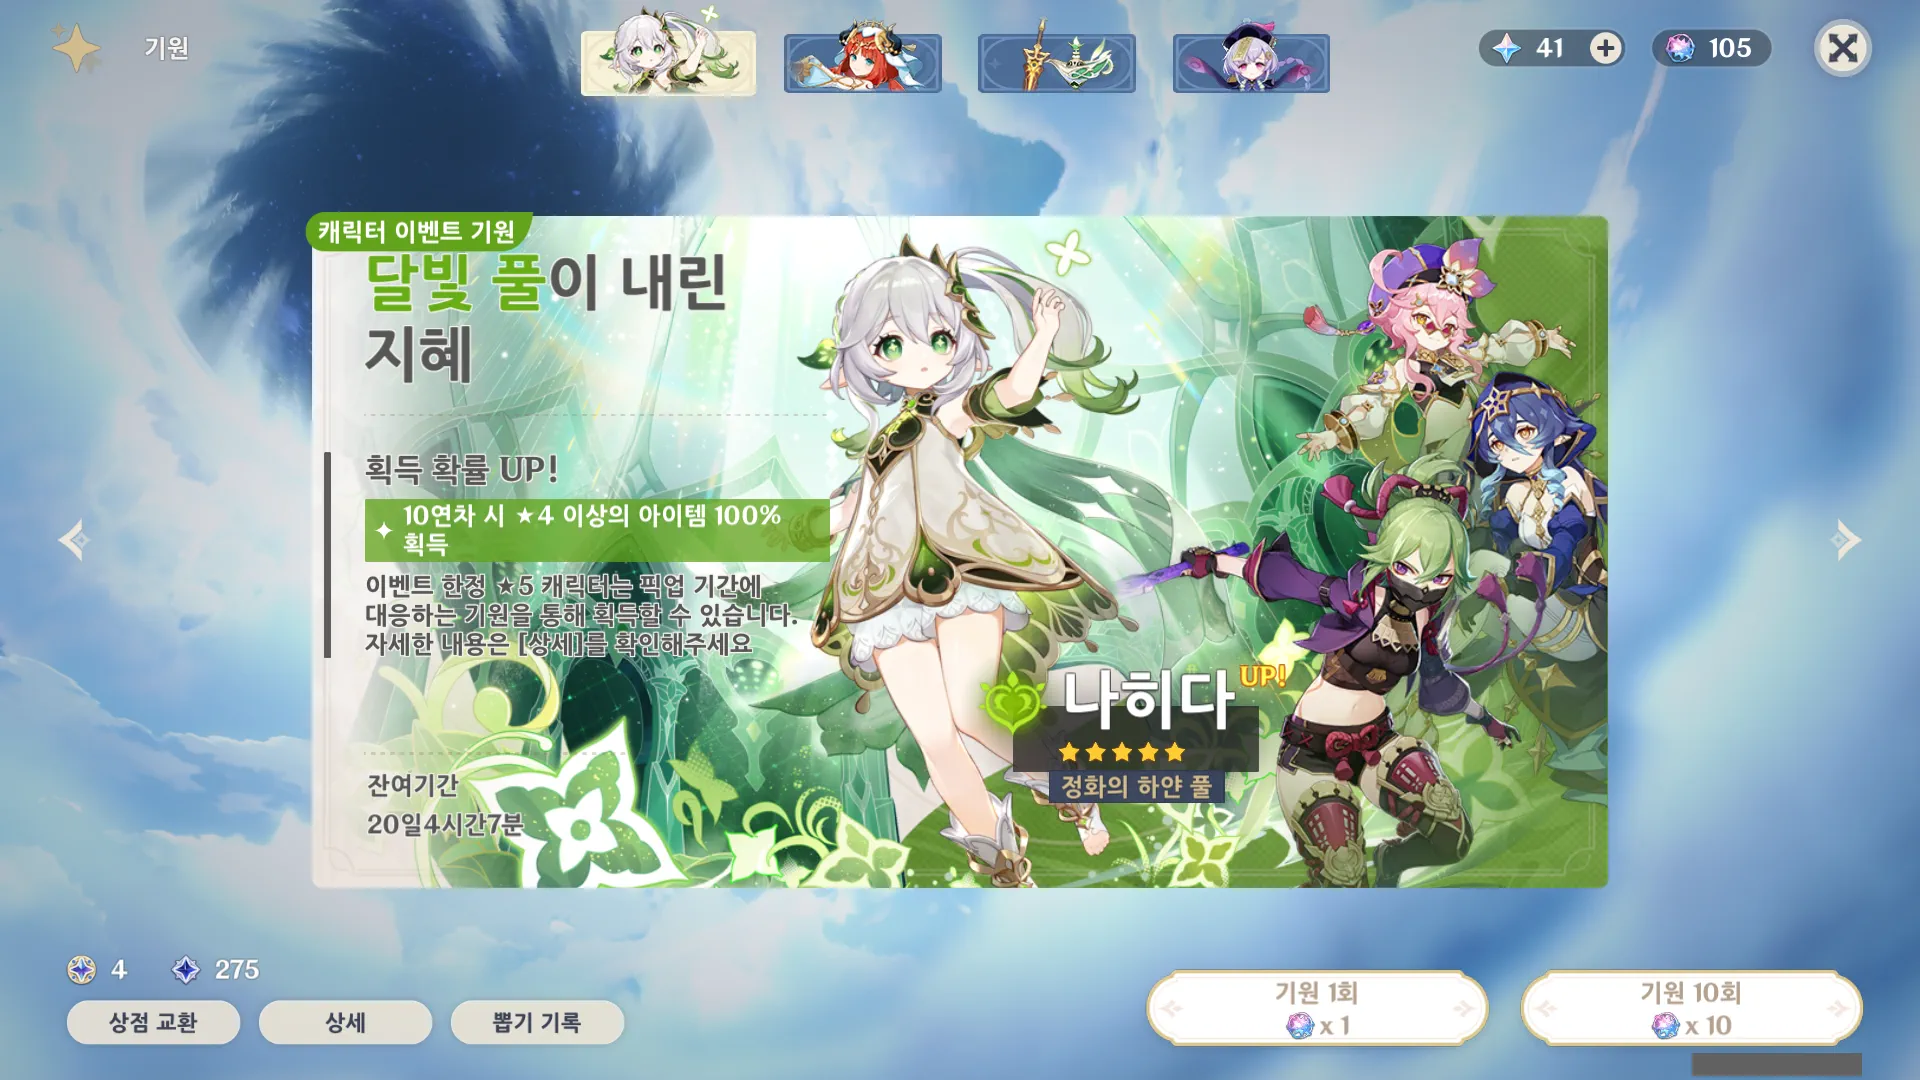 기원
41
105
캐릭터 이벤트 기원
달빛 풀이 내린
지혜
획득 확률 UP!
10연차 시 ★4 이상의 아이템 100%
획득
이벤트 한정 ★5 캐릭터는 픽업 기간에
대응하는 기원을 통해 획득할 수 있습니다.
자세한 내용은 [상세]를 확인해주세요
나히다 UP!
정화의 하얀 풀
잔여기간
20일4시간7분
4
275
상점 교환
상세
뽑기 기록
기원 1회
x 1
기원 10회
x 10